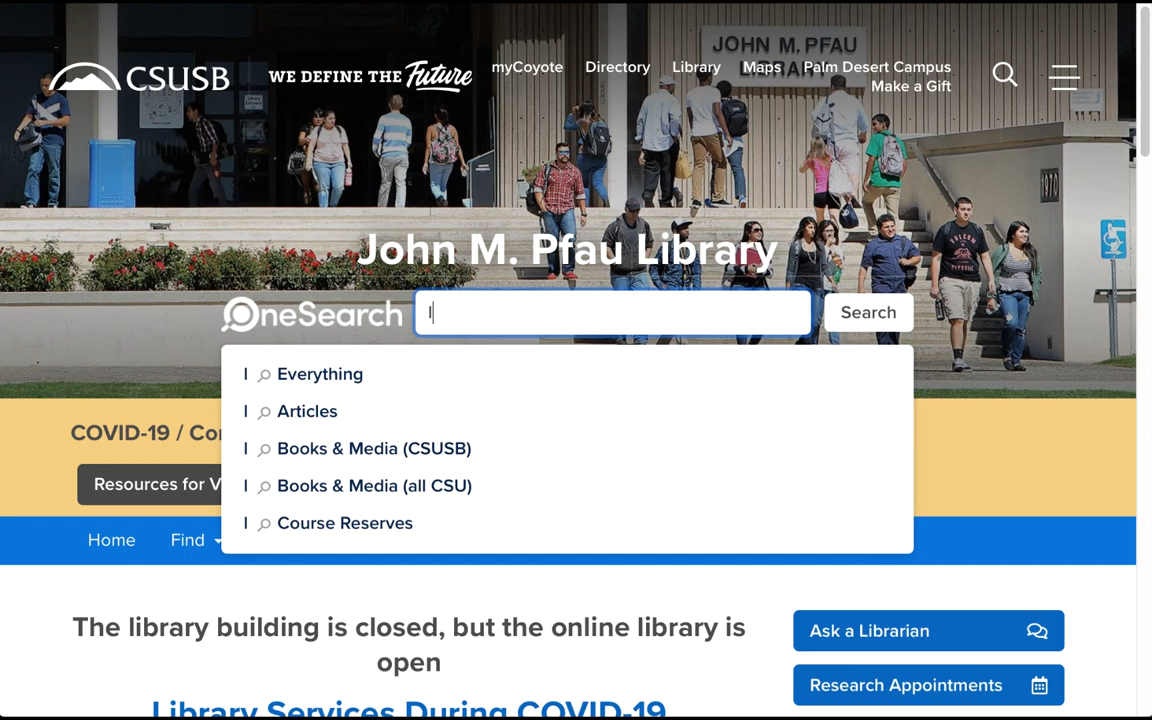 JOHN M. PFAU
CSUSB
WE DEFINE THE Future
myCoyote Directory Library Maps Palm Desert Campus
Make a Gift
1970
John M. Pfau Library
OneSearch l Search
l Everything
l Articles
l Books & Media (CSUSB)
l Books & Media (all CSU)
l Course Reserves
COVID-19 /
Resources for
Home Find
The library building is closed, but the online library is
open
Ask a Librarian
Research Appointments
Library Services During COVID-19